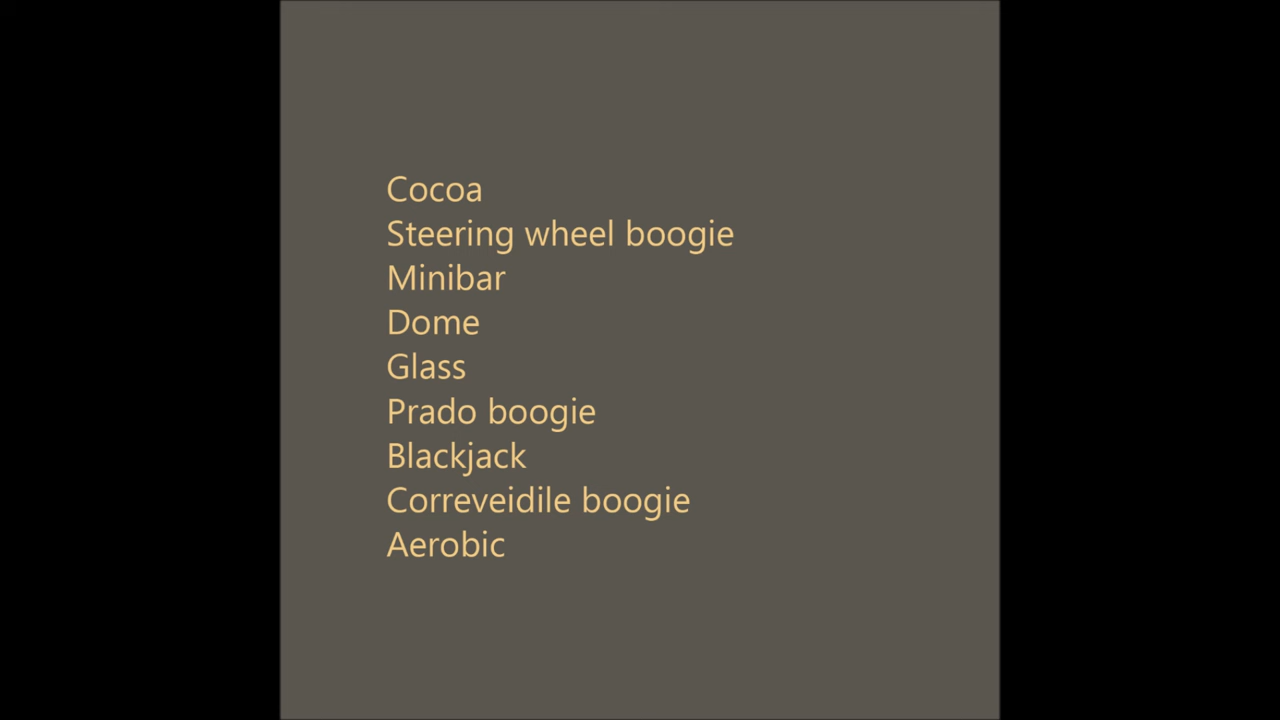 Cocoa
Steering wheel boogie
Minibar
Dome
Glass
Prado boogie
Blackjack
Correveidile boogie
Aerobic